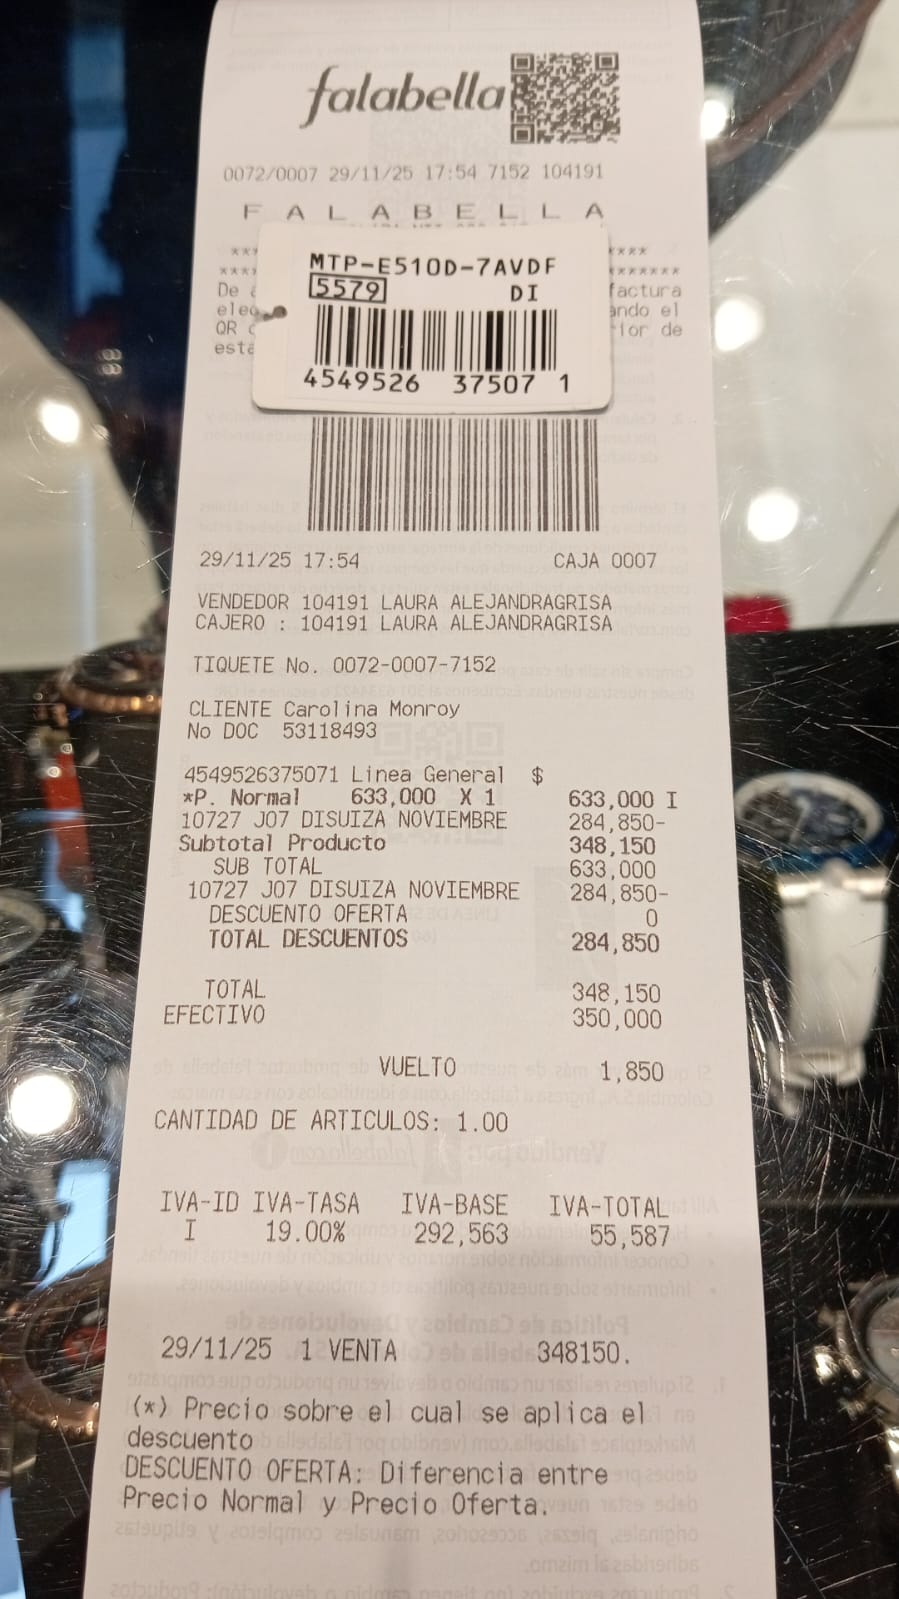 falabella
0072/0007 29/11/25 17:54 7152 104191
F A L A B E L L A
MTP-E510D-7AVDF
5579 DI
4549526 37507 1
De factura
ando el
QR
29/11/25 17:54 CAJA 0007
VENDEDOR 104191 LAURA ALEJANDRAGRISA
CAJERO : 104191 LAURA ALEJANDRAGRISA
TIQUETE No. 0072-0007-7152
CLIENTE Carolina Monroy
No DOC 53118493
4549526375071 Linea General $
*P. Normal 633,000 X 1 633,000 I
10727 J07 DISUIZA NOVIEMBRE 284,850-
Subtotal Producto 348,150
SUB TOTAL 633,000
10727 J07 DISUIZA NOVIEMBRE 284,850-
DESCUENTO OFERTA 0
TOTAL DESCUENTOS 284,850
TOTAL 348,150
EFECTIVO 350,000
VUELTO 1,850
CANTIDAD DE ARTICULOS: 1.00
IVA-ID IVA-TASA IVA-BASE IVA-TOTAL
I 19.00% 292,563 55,587
29/11/25 1 VENTA 348150.
(*) Precio sobre el cual se aplica el
descuento
DESCUENTO OFERTA: Diferencia entre
Precio Normal y Precio Oferta.